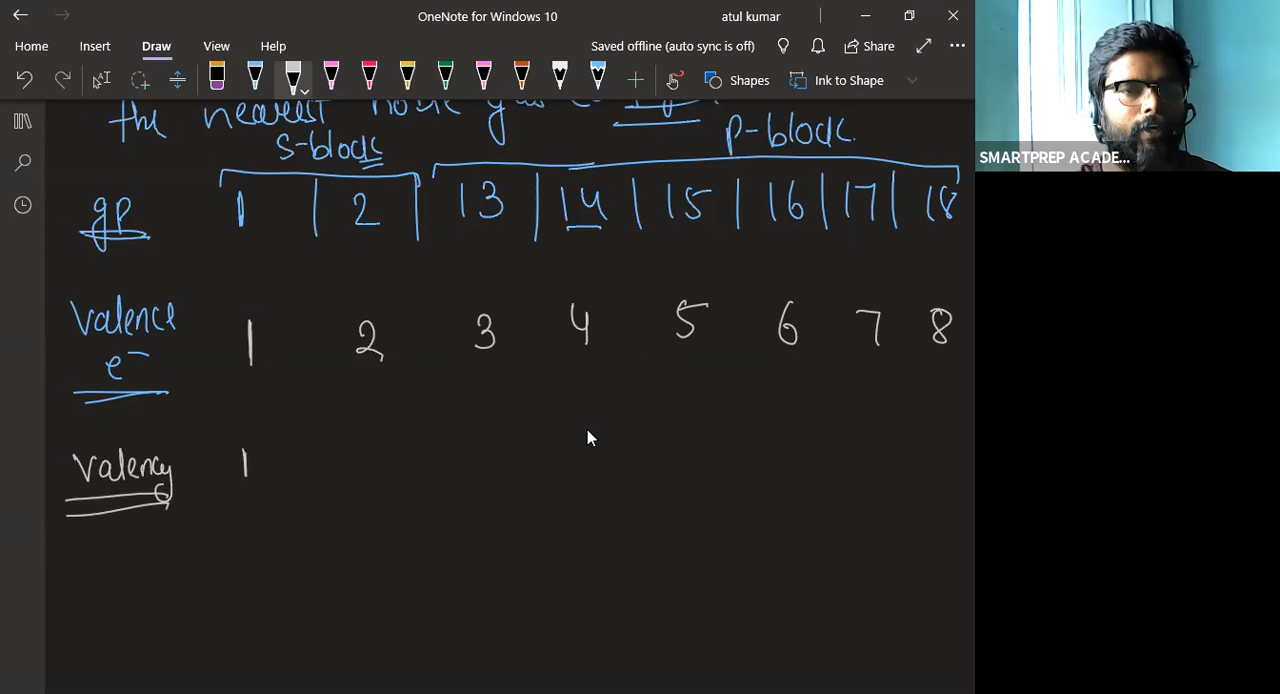 OneNote for Windows 10
atul kumar
Home Insert Draw View Help
Saved offline (auto sync is off)
Share
Shapes
Ink to Shape
the nearest
s-block
p-block.
gp 1 2 13 14 15 16 17 18
Valence 1 2 3 4 5 6 7 8
e⁻
Valency 1
SMARTPREP ACADE...